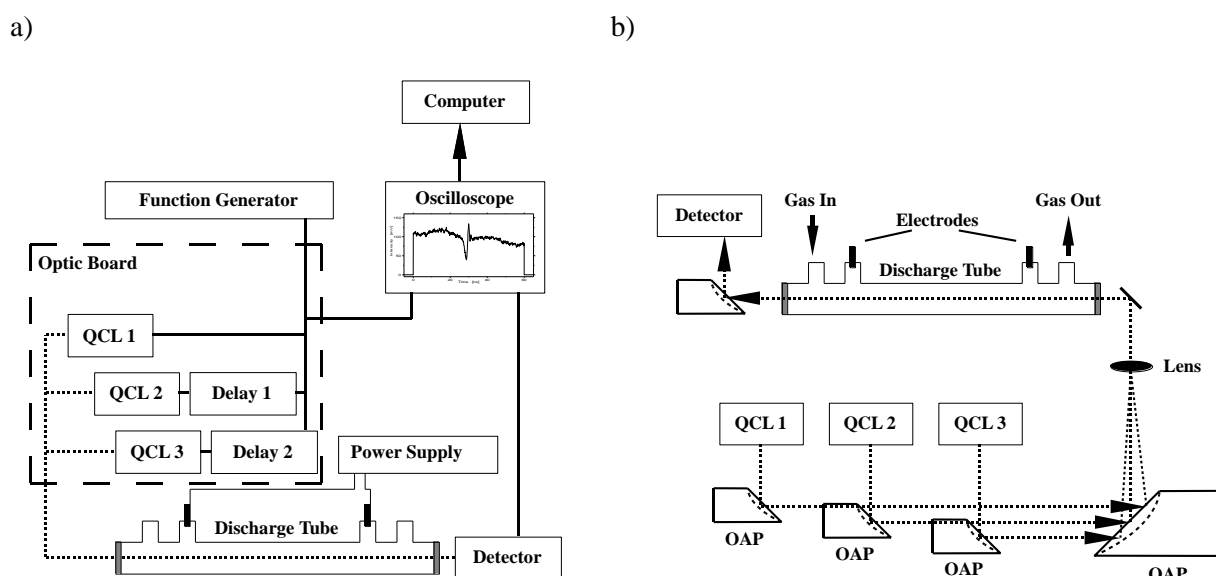 a)
Computer
Function Generator
Oscilloscope
Optic Board
QCL 1
QCL 2
Delay 1
QCL 3
Delay 2
Power Supply
Discharge Tube
Detector
b)
Gas In
Gas Out
Detector
Electrodes
Discharge Tube
Lens
QCL 1
QCL 2
QCL 3
OAP
OAP
OAP
OAP